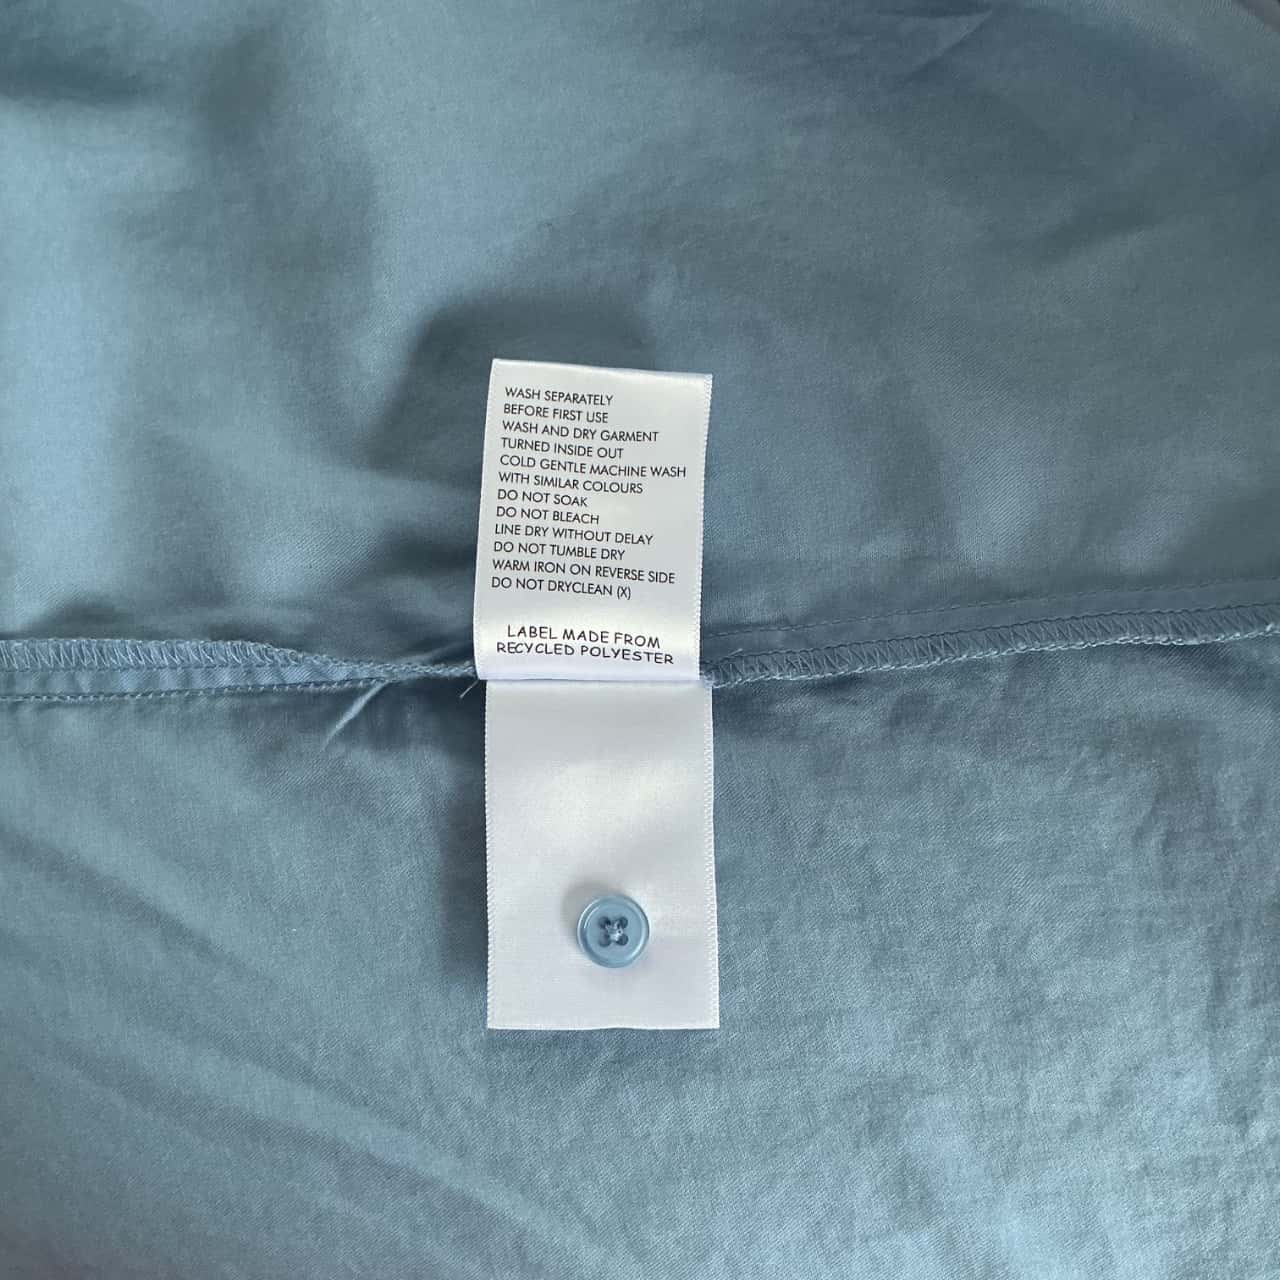 WASH SEPARATELY
BEFORE FIRST USE
WASH AND DRY GARMENT
TURNED INSIDE OUT
COLD GENTLE MACHINE WASH
WITH SIMILAR COLOURS
DO NOT SOAK
DO NOT BLEACH
LINE DRY WITHOUT DELAY
DO NOT TUMBLE DRY
WARM IRON ON REVERSE SIDE
DO NOT DRYCLEAN (X)
LABEL MADE FROM
RECYCLED POLYESTER